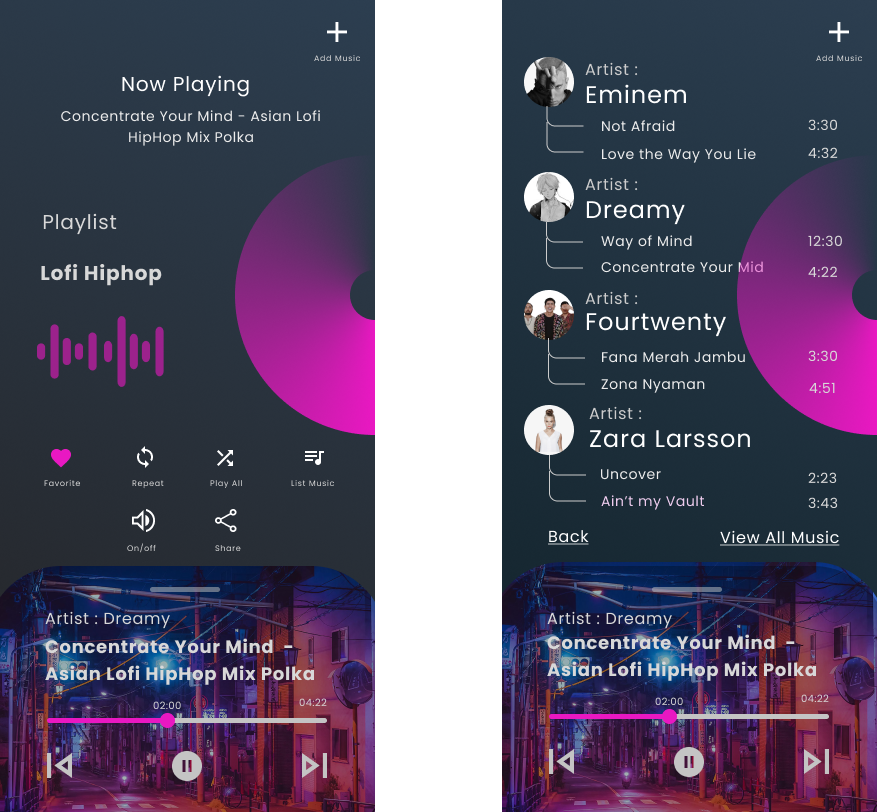 Add Music
Now Playing
Concentrate Your Mind - Asian Lofi
HipHop Mix Polka
Playlist
Lofi Hiphop
Favorite
Repeat
Play All
List Music
On/off
Share
Artist : Dreamy
Concentrate Your Mind -
Asian Lofi HipHop Mix Polka
02:00
04:22
Add Music
Artist :
Eminem
Not Afraid 3:30
Love the Way You Lie 4:32
Artist :
Dreamy
Way of Mind 12:30
Concentrate Your Mid 4:22
Artist :
Fourtwenty
Fana Merah Jambu 3:30
Zona Nyaman 4:51
Artist :
Zara Larsson
Uncover 2:23
Ain't my Vault 3:43
Back View All Music
Artist : Dreamy
Concentrate Your Mind -
Asian Lofi HipHop Mix Polka
02:00
04:22